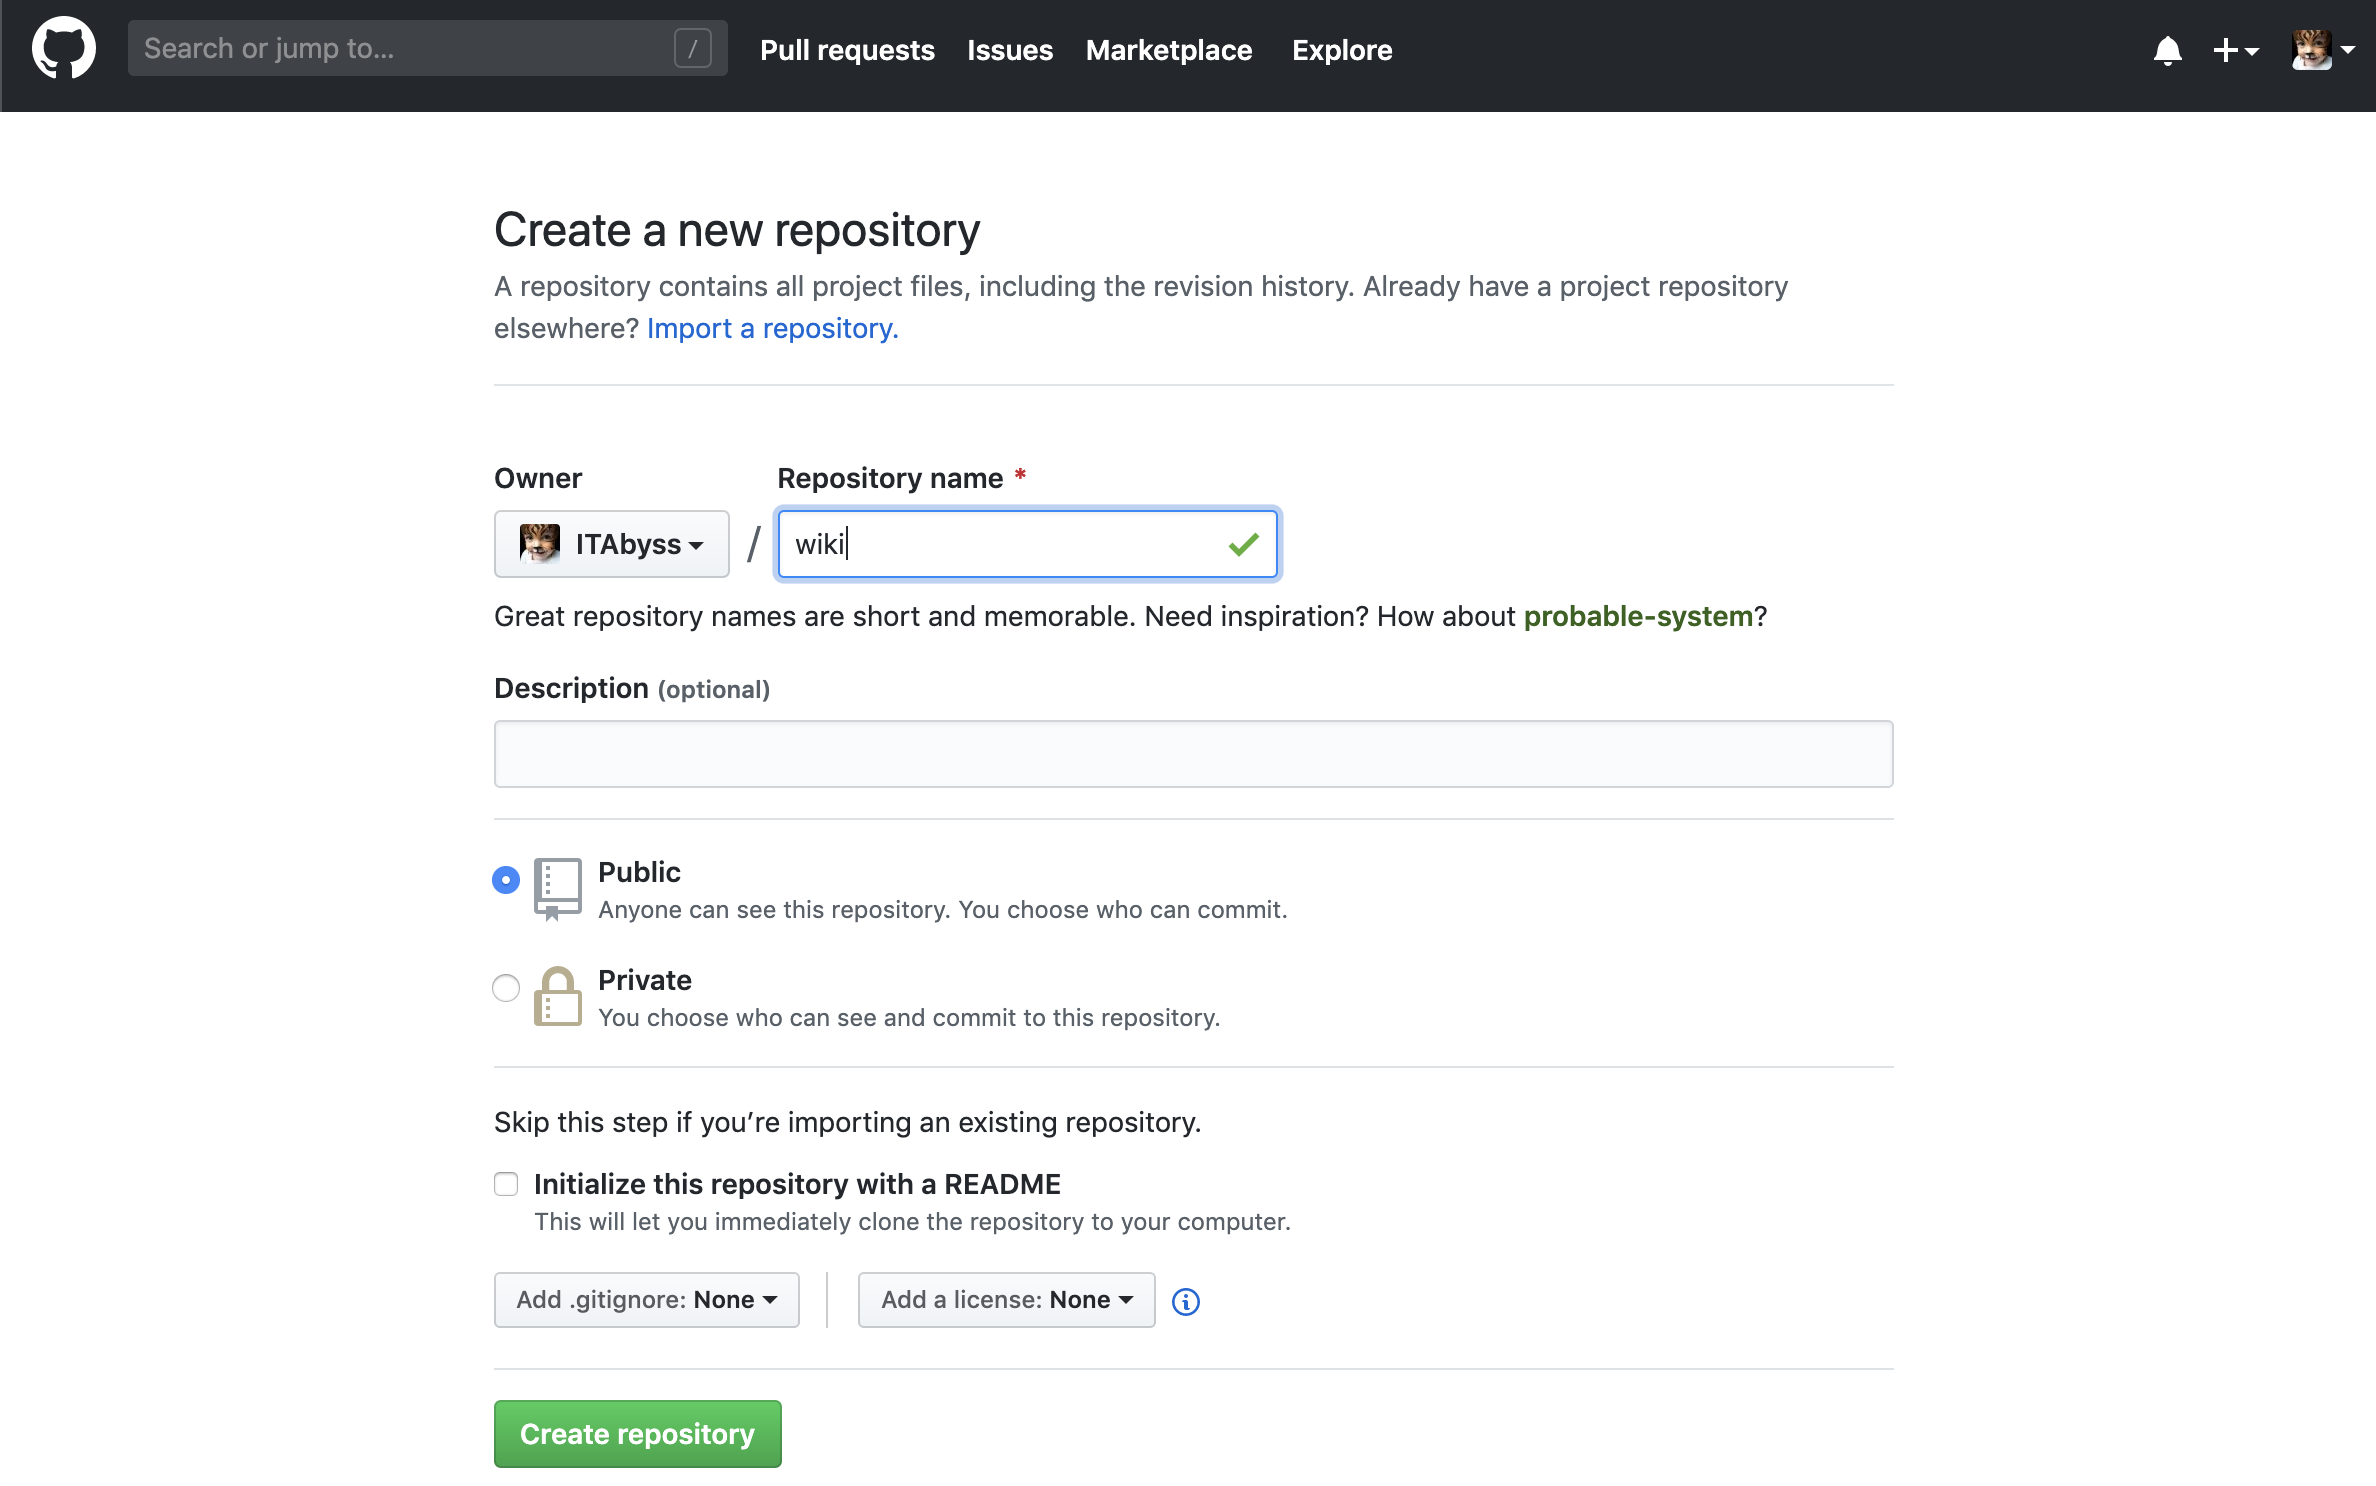 Search or jump to... /
Pull requests Issues Marketplace Explore
Create a new repository
A repository contains all project files, including the revision history. Already have a project repository
elsewhere? Import a repository.
Owner Repository name *
ITAbyss / wiki
Great repository names are short and memorable. Need inspiration? How about probable-system?
Description (optional)
Public
Anyone can see this repository. You choose who can commit.
Private
You choose who can see and commit to this repository.
Skip this step if you’re importing an existing repository.
Initialize this repository with a README
This will let you immediately clone the repository to your computer.
Add .gitignore: None Add a license: None
Create repository